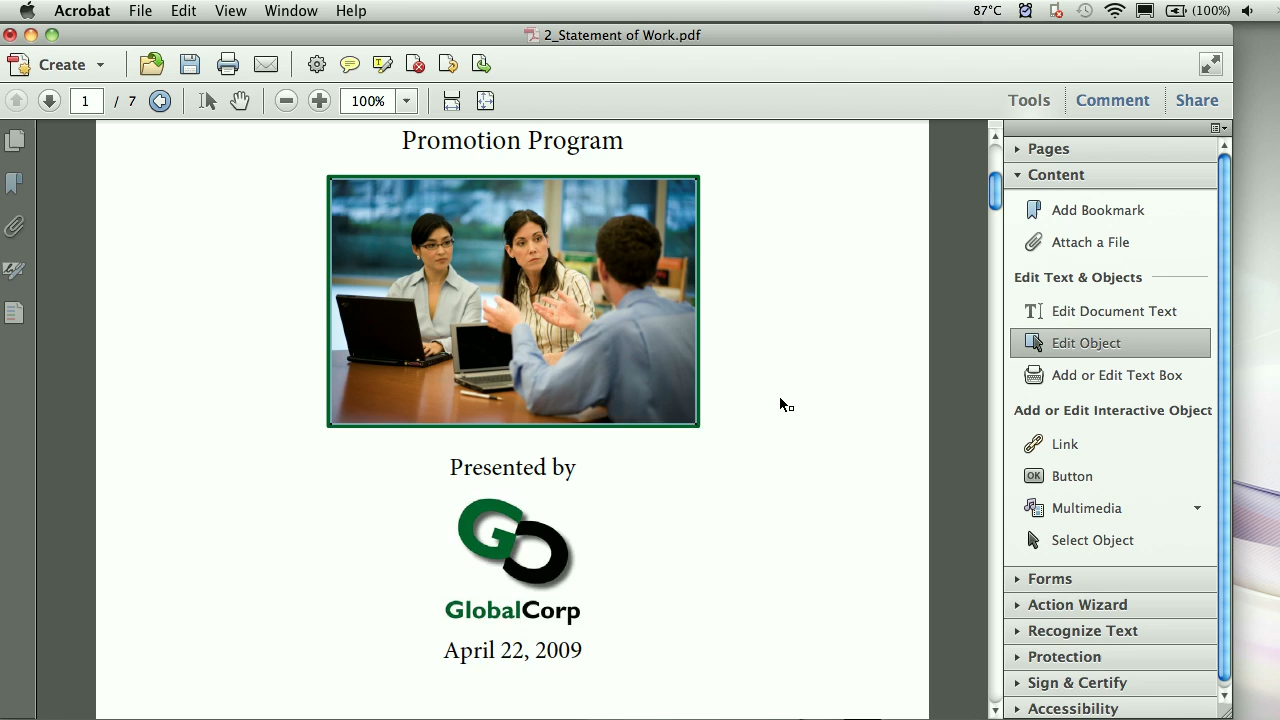 Acrobat File Edit View Window Help 87°C (100%)
2_Statement of Work.pdf
Create
1 / 7 100% Tools Comment Share
Promotion Program
Presented by
GlobalCorp
April 22, 2009
Pages
Content
Add Bookmark
Attach a File
Edit Text & Objects
Edit Document Text
Edit Object
Add or Edit Text Box
Add or Edit Interactive Object
Link
OK Button
Multimedia
Select Object
Forms
Action Wizard
Recognize Text
Protection
Sign & Certify
Accessibility